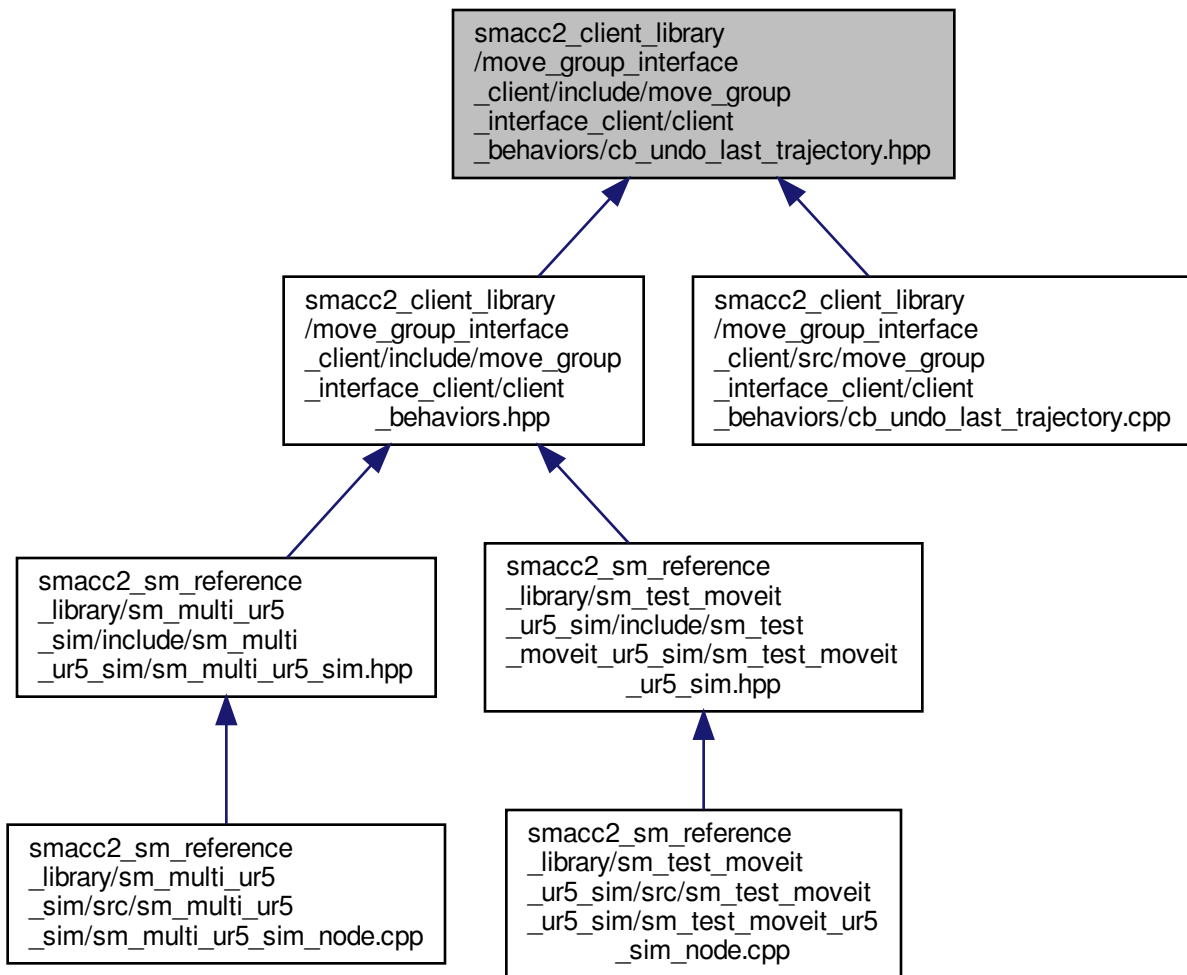 smacc2_client_library
/move_group_interface
_client/include/move_group
_interface_client/client
_behaviors/cb_undo_last_trajectory.hpp
smacc2_client_library
/move_group_interface
_client/include/move_group
_interface_client/client
_behaviors.hpp
smacc2_client_library
/move_group_interface
_client/src/move_group
_interface_client/client
_behaviors/cb_undo_last_trajectory.cpp
smacc2_sm_reference
_library/sm_multi_ur5
_sim/include/sm_multi
_ur5_sim/sm_multi_ur5_sim.hpp
smacc2_sm_reference
_library/sm_test_moveit
_ur5_sim/include/sm_test
_moveit_ur5_sim/sm_test_moveit
_ur5_sim.hpp
smacc2_sm_reference
_library/sm_multi_ur5
_sim/src/sm_multi_ur5
_sim/sm_multi_ur5_sim_node.cpp
smacc2_sm_reference
_library/sm_test_moveit
_ur5_sim/src/sm_test_moveit
_ur5_sim/sm_test_moveit_ur5
_sim_node.cpp